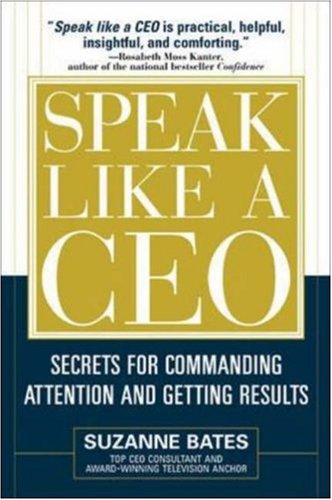 "Speak like a CEO is practical, helpful,
insightful, and comforting."
—Rosabeth Moss Kanter,
author of the national bestseller Confidence
SPEAK
LIKE A
CEO
SECRETS FOR COMMANDING
ATTENTION AND GETTING RESULTS
SUZANNE BATES
TOP CEO CONSULTANT AND
AWARD-WINNING TELEVISION ANCHOR